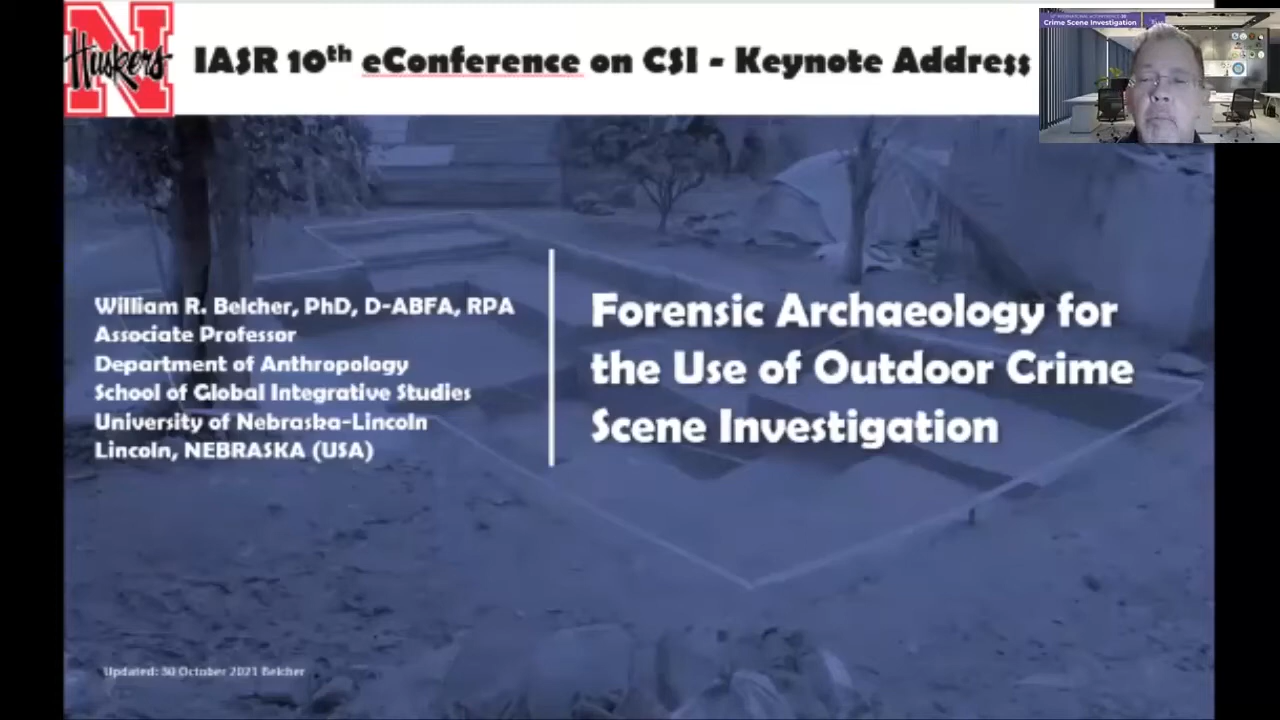 Huskers
N
IASR 10th eConference on CSI - Keynote Address
Crime Scene Investigation
William R. Belcher, PhD, D-ABFA, RPA
Associate Professor
Department of Anthropology
School of Global Integrative Studies
University of Nebraska-Lincoln
Lincoln, NEBRASKA (USA)
Forensic Archaeology for
the Use of Outdoor Crime
Scene Investigation
Updated: 30 October 2021 Belcher